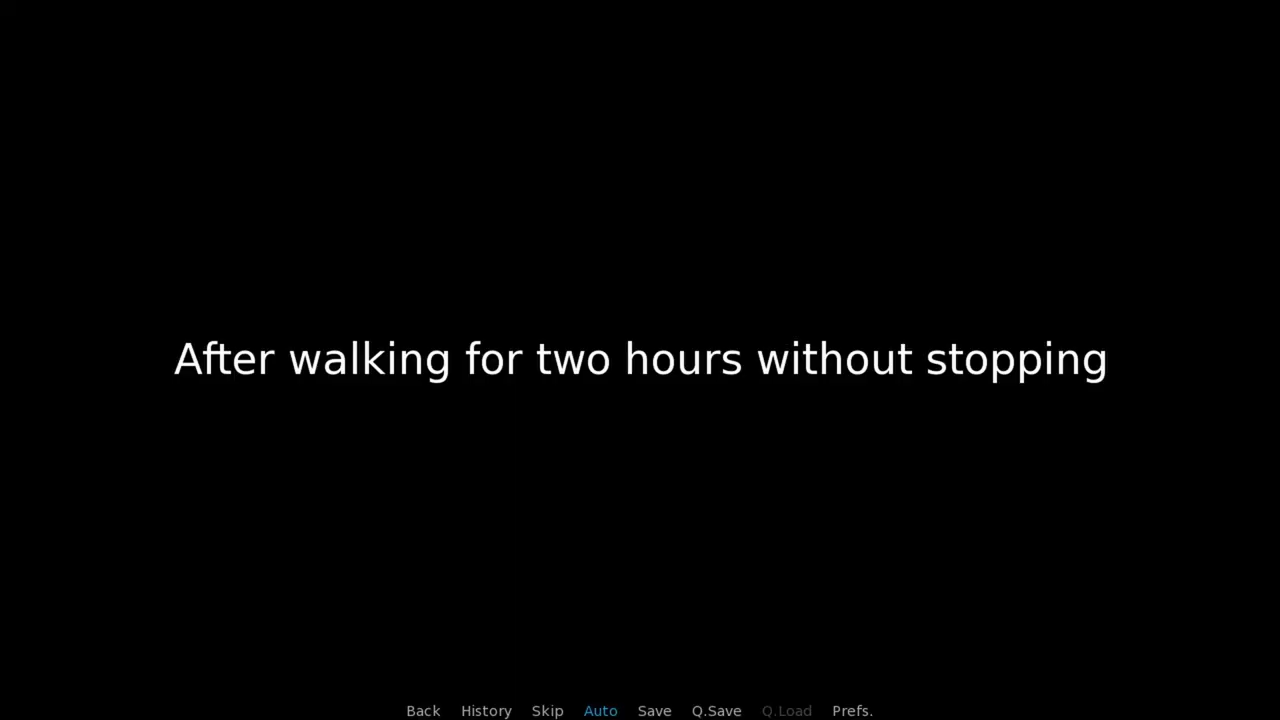 After walking for two hours without stopping
Back History Skip Auto Save Q.Save Q.Load Prefs.